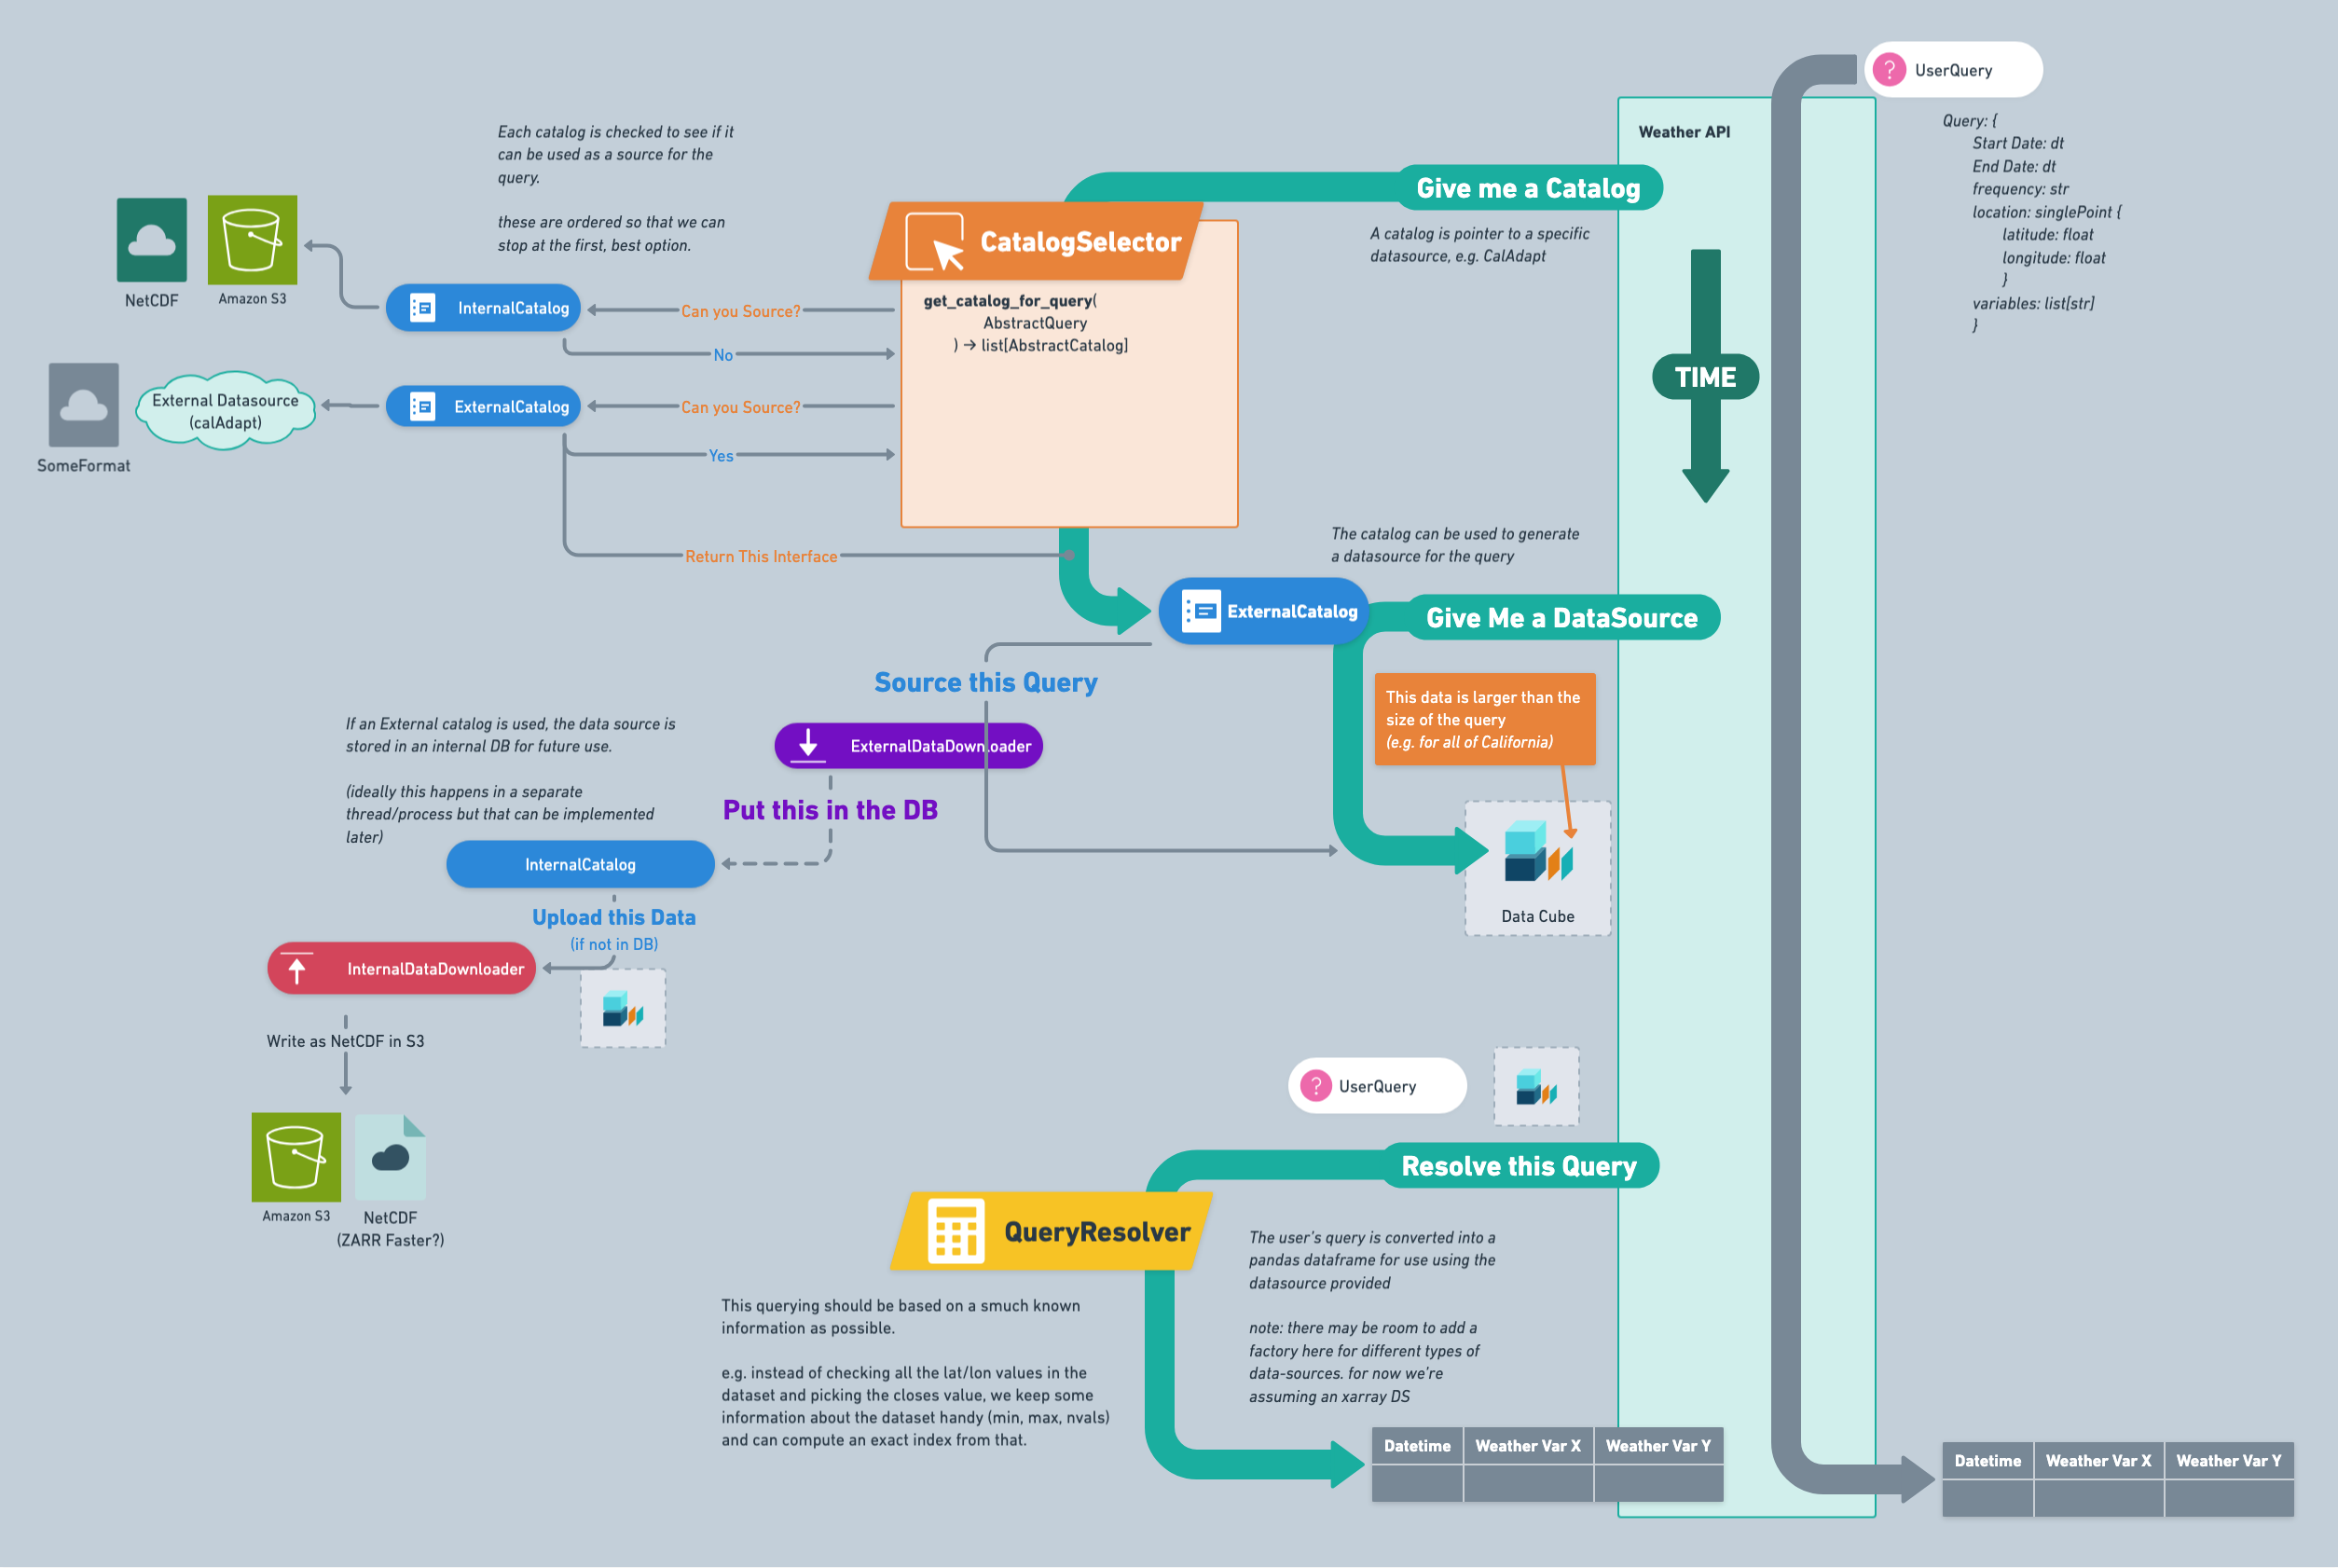 UserQuery
Query: {
Start Date: dt
End Date: dt
frequency: str
location: singlePoint {
latitude: float
longitude: float
}
variables: list[str]
}
Weather API
Give me a Catalog
A catalog is pointer to a specific
datasource, e.g. CalAdapt
TIME
Each catalog is checked to see if it
can be used as a source for the
query.
these are ordered so that we can
stop at the first, best option.
CatalogSelector
get_catalog_for_query(
AbstractQuery
) → list[AbstractCatalog]
NetCDF
Amazon S3
InternalCatalog
Can you Source?
No
SomeFormat
External Datasource
(calAdapt)
ExternalCatalog
Can you Source?
Yes
Return This Interface
The catalog can be used to generate
a datasource for the query
ExternalCatalog
Give Me a DataSource
Source this Query
This data is larger than the
size of the query
(e.g. for all of California)
If an External catalog is used, the data source is
stored in an internal DB for future use.
(ideally this happens in a separate
thread/process but that can be implemented
later)
ExternalDataDownloader
Put this in the DB
InternalCatalog
Data Cube
Upload this Data
(if not in DB)
InternalDataDownloader
Write as NetCDF in S3
Amazon S3
NetCDF
(ZARR Faster?)
UserQuery
Resolve this Query
QueryResolver
The user's query is converted into a
pandas dataframe for use using the
datasource provided
note: there may be room to add a
factory here for different types of
data-sources. for now we're
assuming an xarray DS
This querying should be based on a smuch known
information as possible.
e.g. instead of checking all the lat/lon values in the
dataset and picking the closes value, we keep some
information about the dataset handy (min, max, nvals)
and can compute an exact index from that.
Datetime Weather Var X Weather Var Y
Datetime Weather Var X Weather Var Y